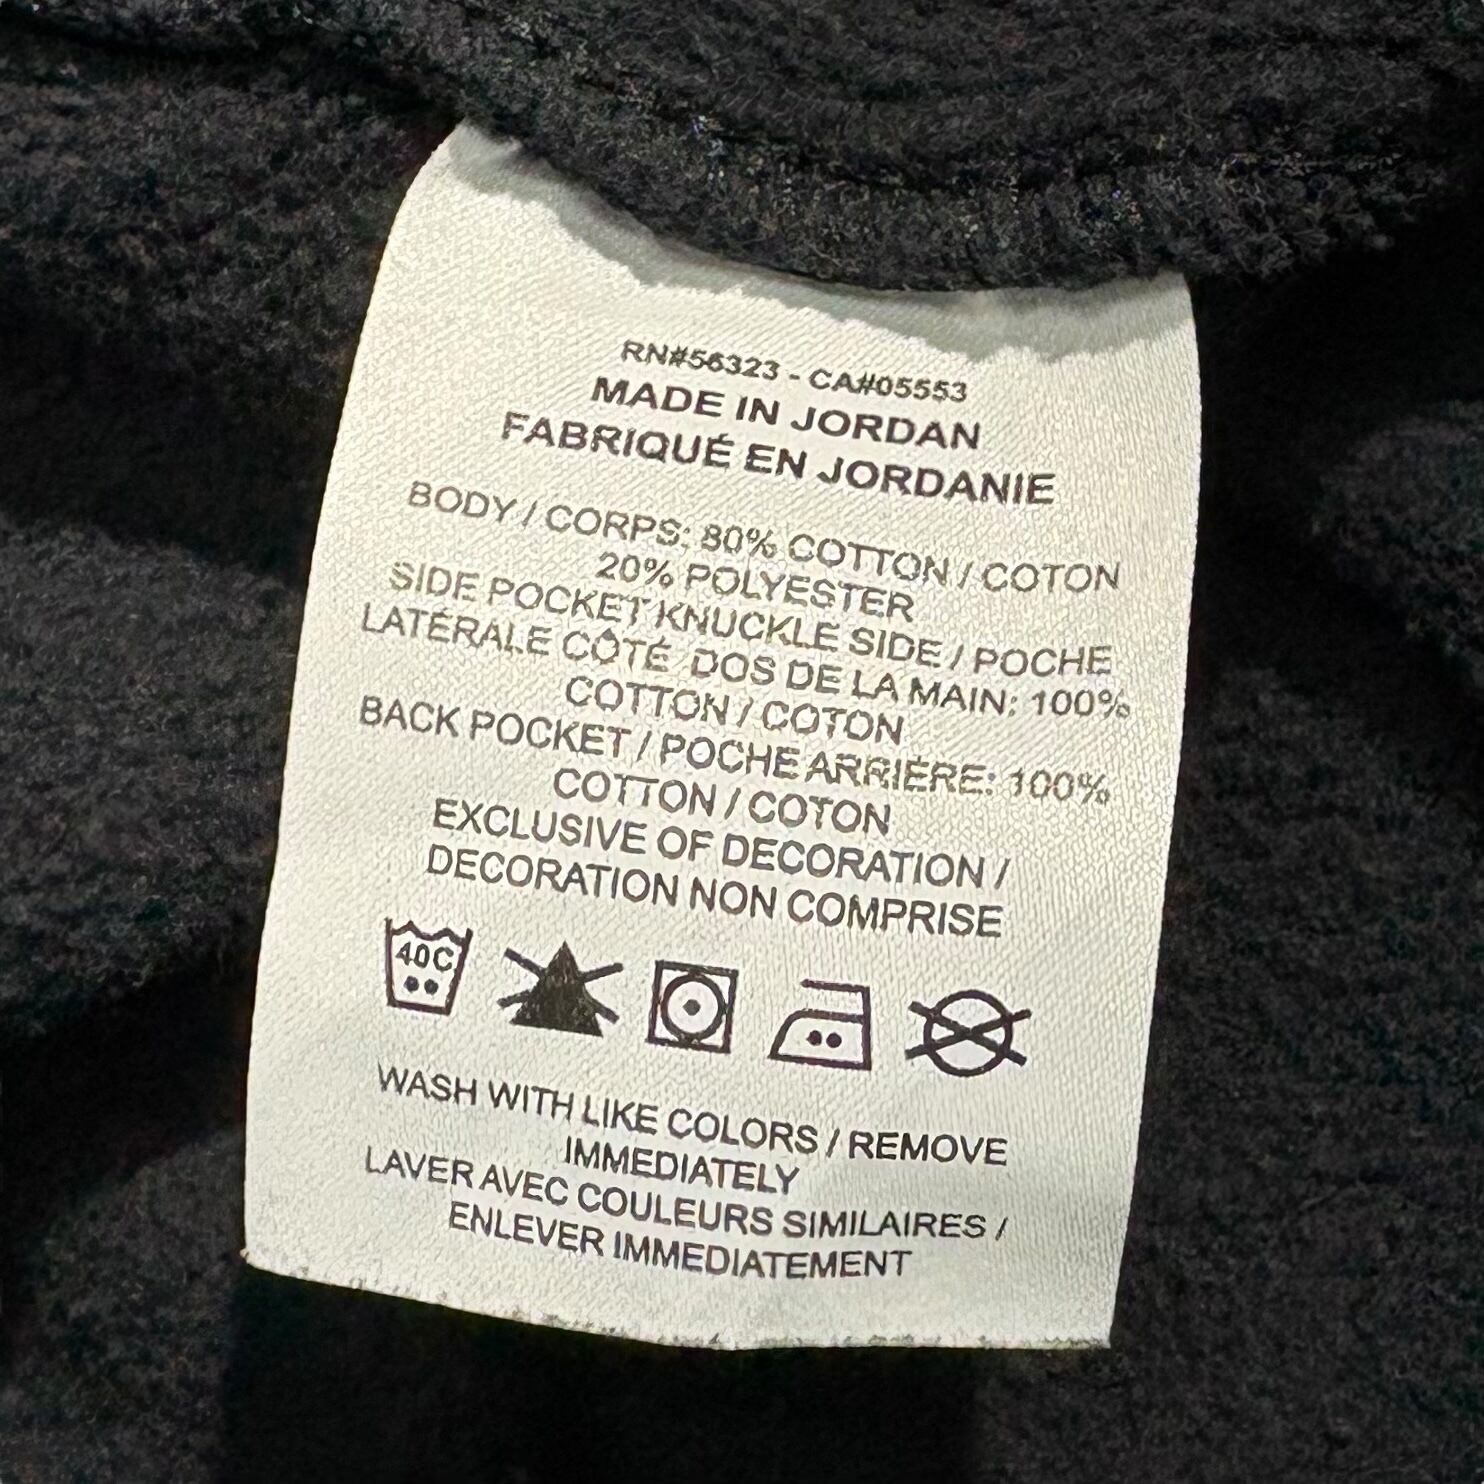 RN#56323 - CA#05553
MADE IN JORDAN
FABRIQUÉ EN JORDANIE
BODY / CORPS: 80% COTTON / COTON
20% POLYESTER
SIDE POCKET KNUCKLE SIDE / POCHE
LATÉRALE CÔTÉ DOS DE LA MAIN: 100%
COTTON / COTON
BACK POCKET / POCHE ARRIÈRE: 100%
COTTON / COTON
EXCLUSIVE OF DECORATION /
DECORATION NON COMPRISE
40C
WASH WITH LIKE COLORS / REMOVE
IMMEDIATELY
LAVER AVEC COULEURS SIMILAIRES /
ENLEVER IMMEDIATEMENT